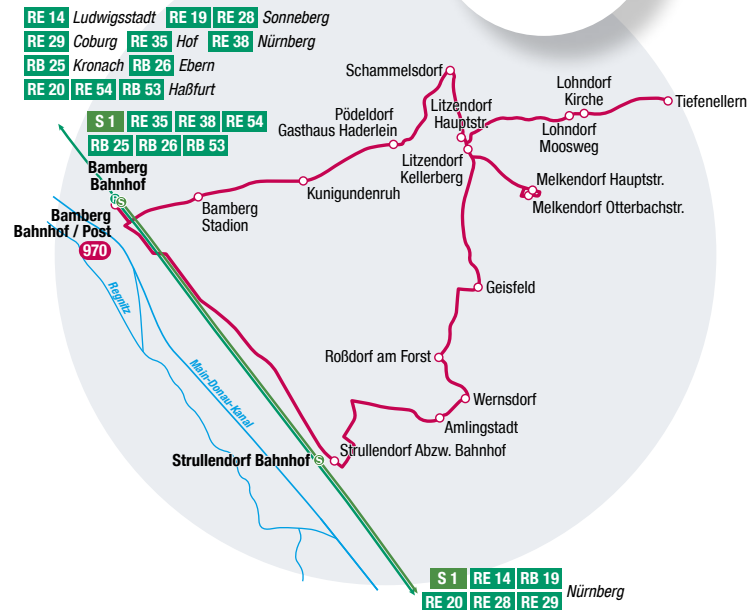 RE 14 Ludwigsstadt RE 19 RE 28 Sonneberg
RE 29 Coburg RE 35 Hof RE 38 Nürnberg
RB 25 Kronach RB 26 Ebern
RE 20 RE 54 RB 53 Haßfurt
S 1 RE 35 RE 38 RE 54
RB 25 RB 26 RB 53
Bamberg
Bahnhof
S
Bamberg
Bahnhof / Post
970
Bamberg
Stadion
Kunigundenruh
Pödeldorf
Gasthaus Haderlein
Schammelsdorf
Litzendorf
Hauptstr.
Litzendorf
Kellerberg
Lohndorf
Kirche
Lohndorf
Moosweg
Tiefenellern
Melkendorf Hauptstr.
Melkendorf Otterbachstr.
Geisfeld
Roßdorf am Forst
Wernsdorf
Amlingstadt
Strullendorf Abzw. Bahnhof
Strullendorf Bahnhof
S
Regnitz
Main-Donau-Kanal
S 1 RE 14 RB 19
RE 20 RE 28 RE 29
Nürnberg